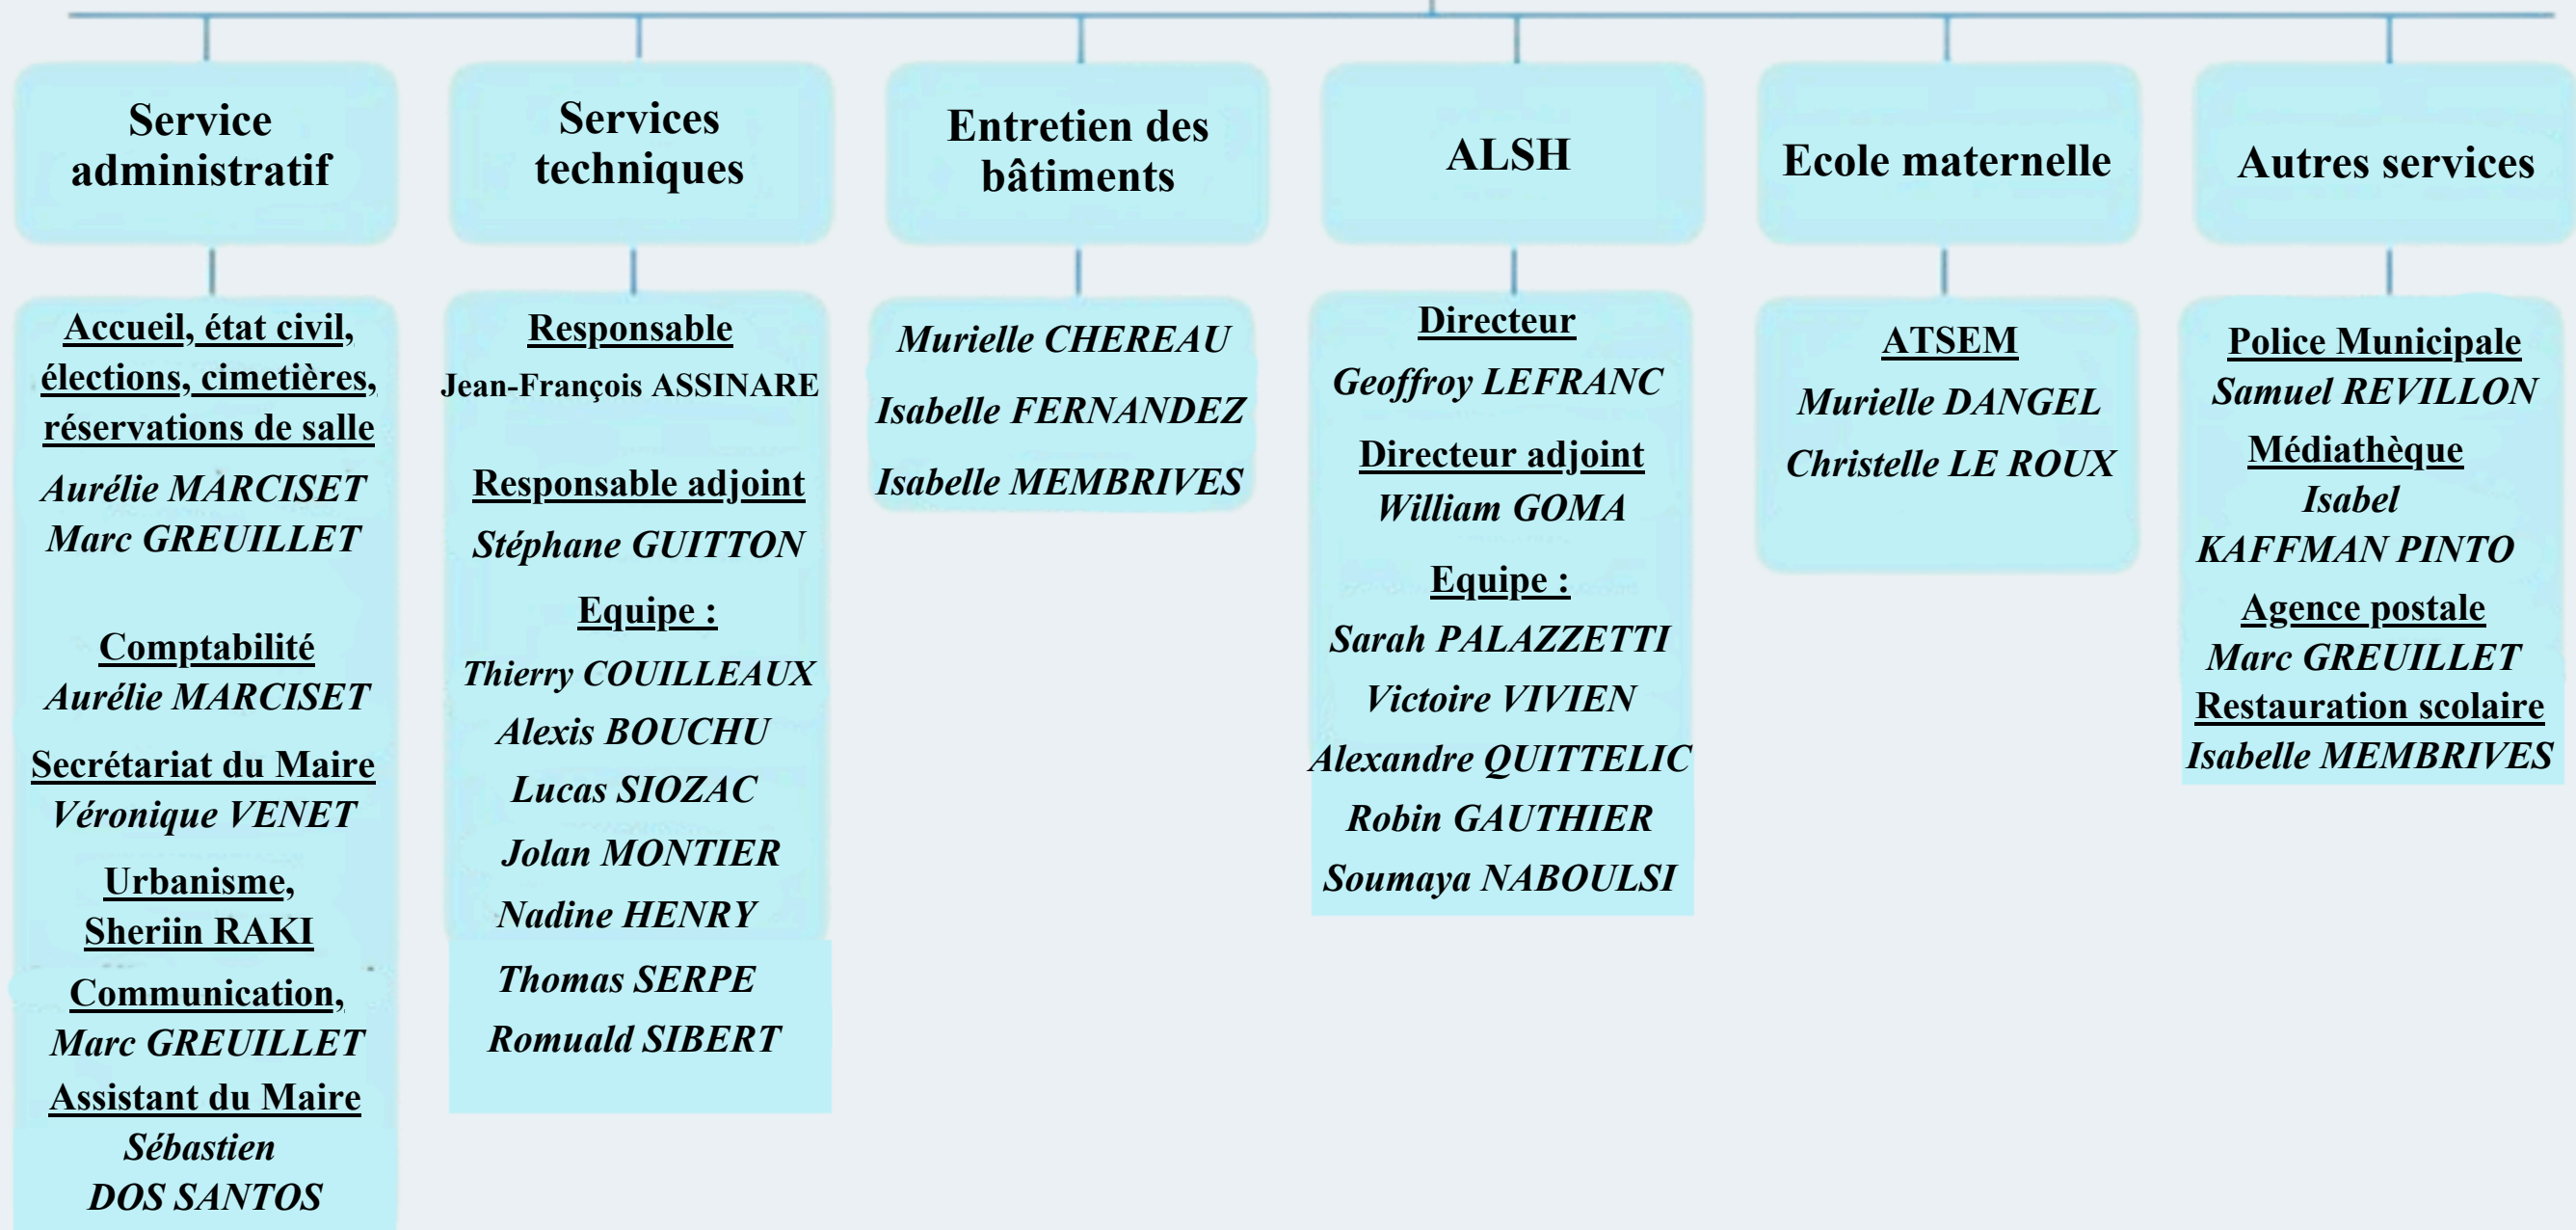 Service
administratif
Accueil, état civil,
élections, cimetières,
réservations de salle
Aurélie MARCISET
Marc GREUILLET
Comptabilité
Aurélie MARCISET
Secrétariat du Maire
Véronique VENET
Urbanisme,
Sheriin RAKI
Communication,
Marc GREUILLET
Assistant du Maire
Sébastien
DOS SANTOS
Services
techniques
Responsable
Jean-François ASSINARE
Responsable adjoint
Stéphane GUITTON
Equipe :
Thierry COUILLEAUX
Alexis BOUCHU
Lucas SIOZAC
Jolan MONTIER
Nadine HENRY
Thomas SERPE
Romuald SIBERT
Entretien des
bâtiments
Murielle CHEREAU
Isabelle FERNANDEZ
Isabelle MEMBRIVES
ALSH
Directeur
Geoffroy LEFRANC
Directeur adjoint
William GOMA
Equipe :
Sarah PALAZZETTI
Victoire VIVIEN
Alexandre QUITTELIC
Robin GAUTHIER
Soumaya NABOULSI
Ecole maternelle
ATSEM
Murielle DANGEL
Christelle LE ROUX
Autres services
Police Municipale
Samuel REVILLON
Médiathèque
Isabel
KAFFMAN PINTO
Agence postale
Marc GREUILLET
Restauration scolaire
Isabelle MEMBRIVES